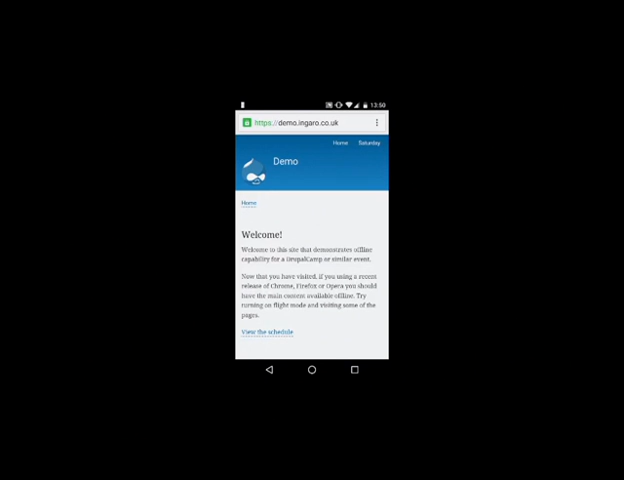 13:50
https://demo.ingaro.co.uk
Home Saturday
Demo
Home
Welcome!
Welcome to this site that demonstrates offline
capability for a DrupalCamp or similar event.
Now that you have visited, if you using a recent
release of Chrome, Firefox or Opera you should
have the main content available offline. Try
turning on flight mode and visiting some of the
pages.
View the schedule